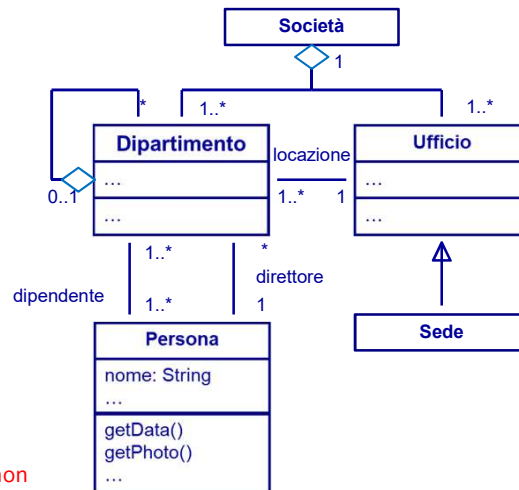 Società
1
*
1..*
1..*
Dipartimento
Ufficio
locazione
…
…
0..1
1..*
1
…
…
1..*
*
direttore
dipendente
1..*
1
Persona
Sede
nome: String
…
getData()
getPhoto()
…